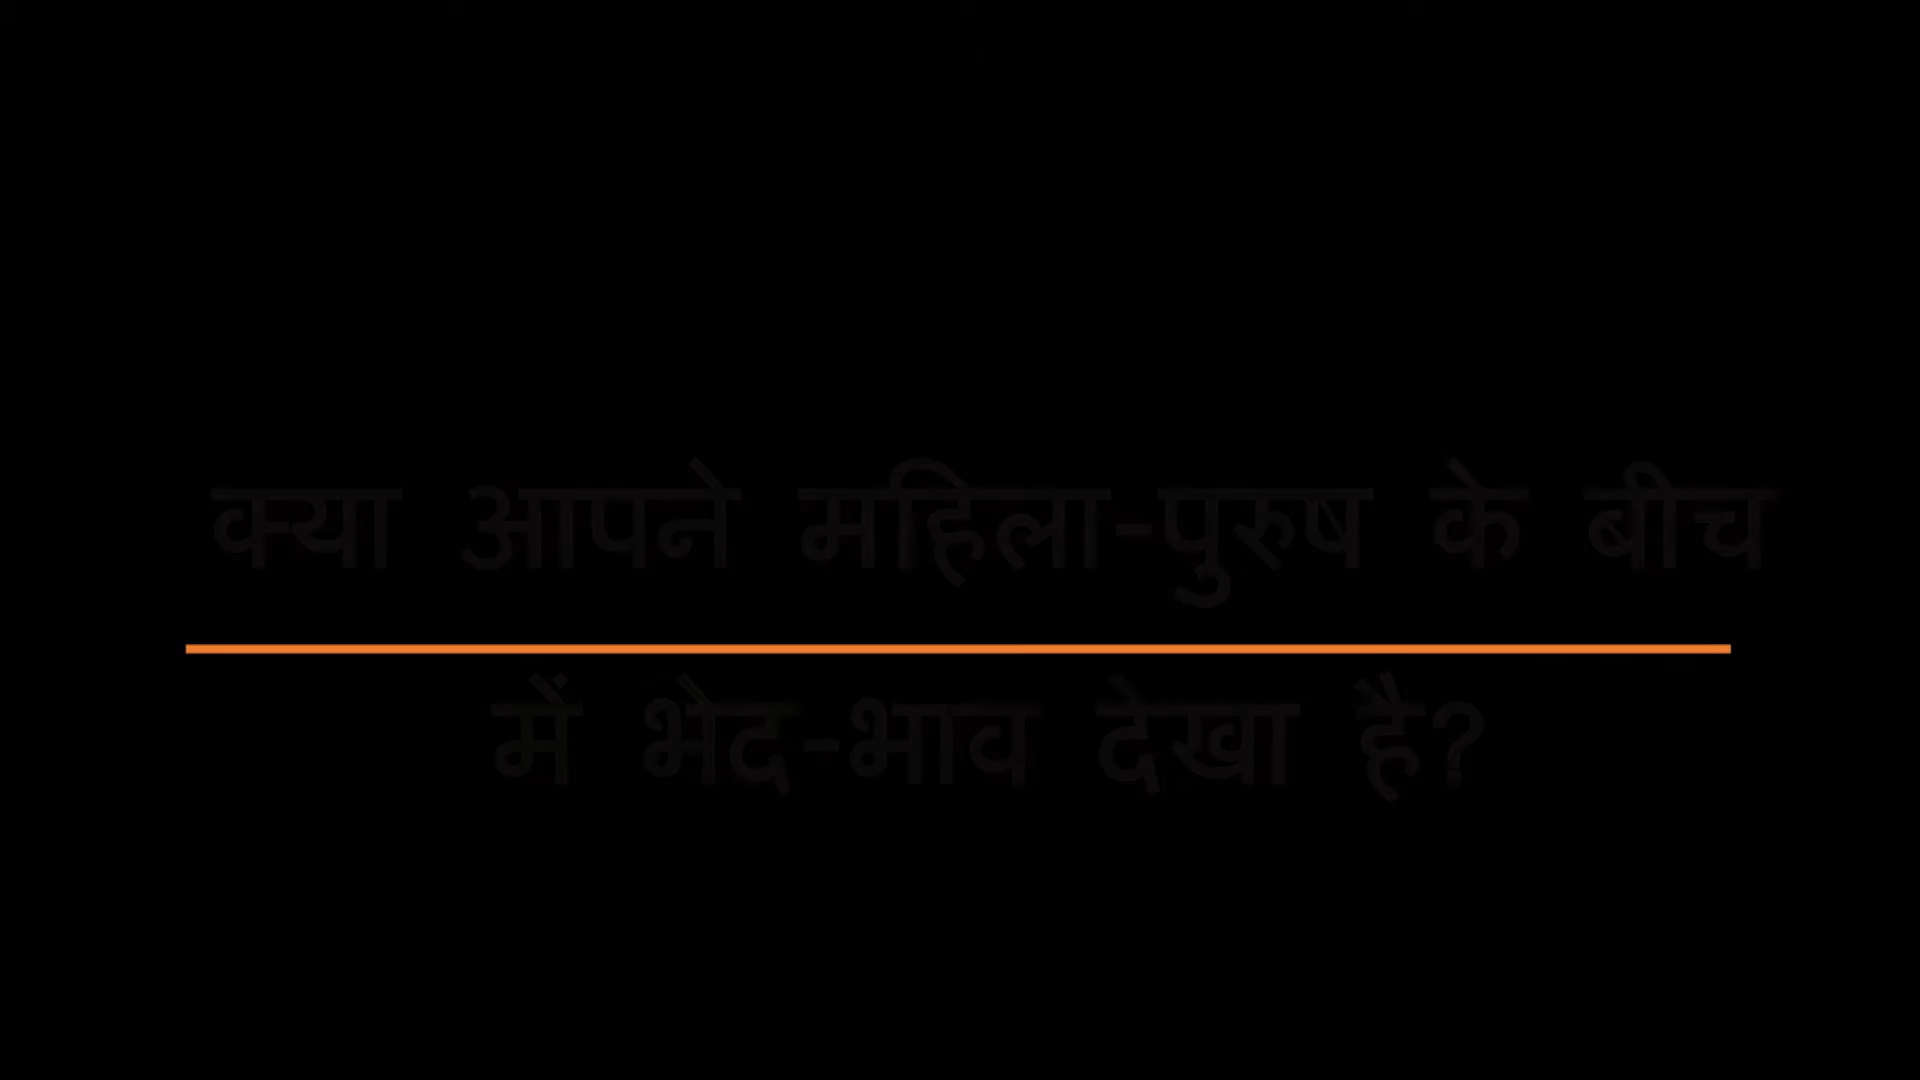 क्या आपने महिला-पुरुष के बीच
में भेद-भाव देखा है?